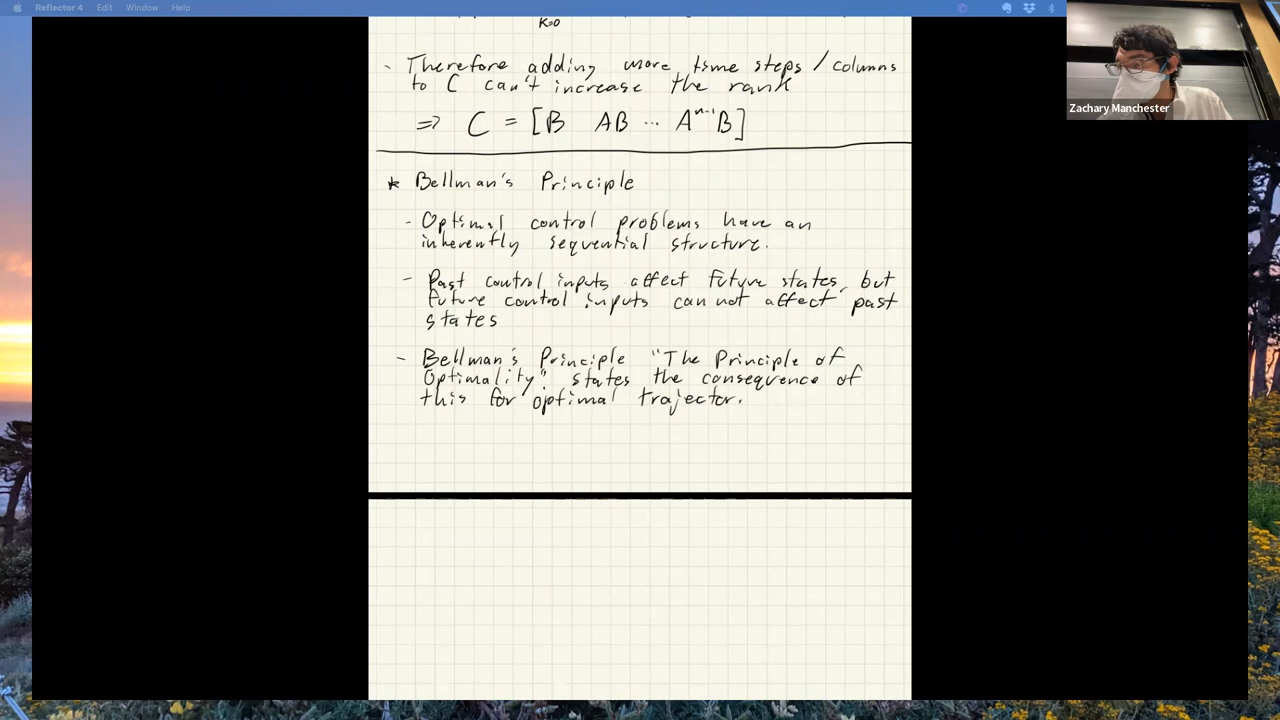 Reflector 4 Edit Window Help
k=0
- Therefore adding more time steps / columns
to C can't increase the rank
⇒ C = [B AB ... Aⁿ⁻¹B]
* Bellman's Principle
- Optimal control problems have an
inherently sequential structure.
- Past control inputs affect future states, but
future control inputs can not affect past
states
- Bellman's Principle "The Principle of
Optimality" states the consequence of
this for optimal trajector.
Zachary Manchester